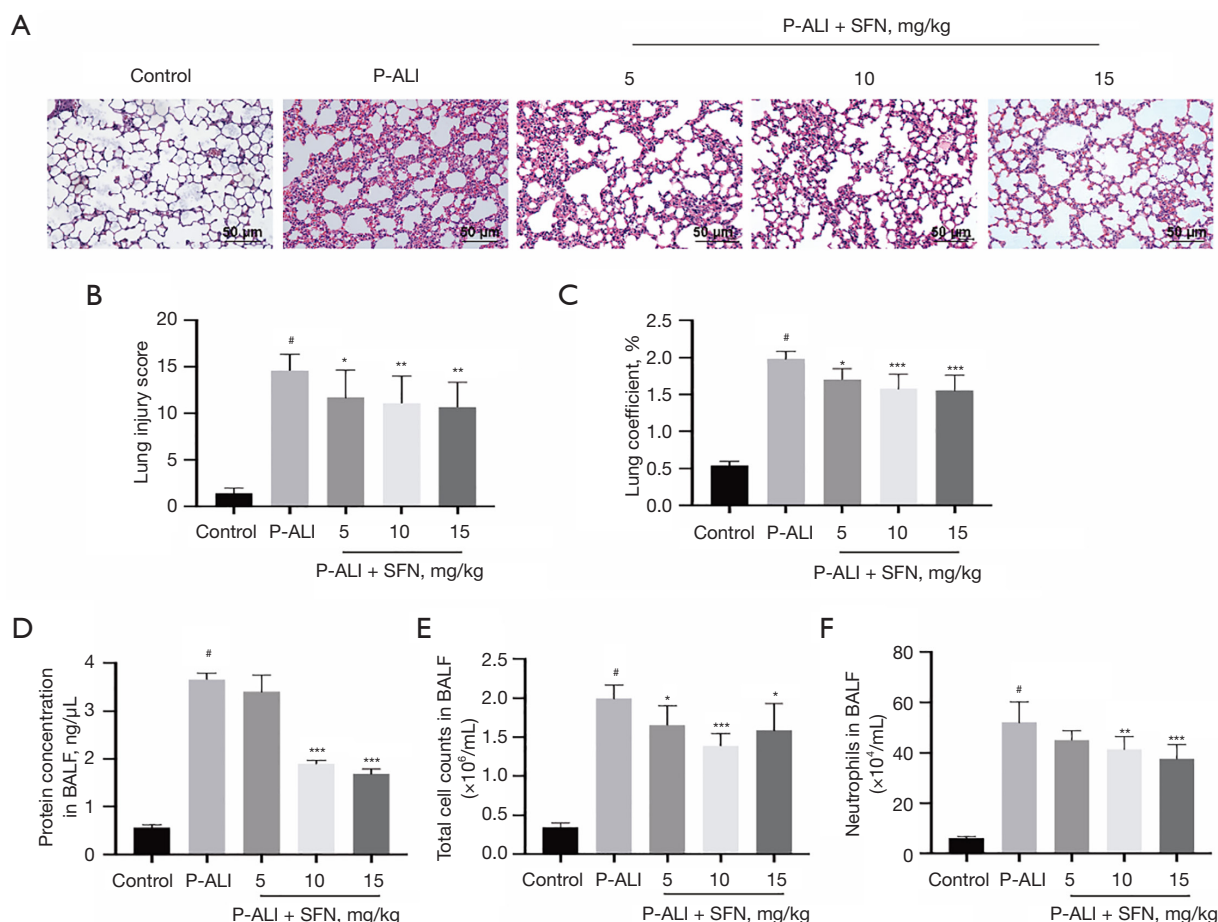 A
P-ALI + SFN, mg/kg
Control
P-ALI
5
10
15
50 µm
50 µm
50 µm
50 µm
50 µm
B
Lung injury score
20
15
10
5
0
#
*
**
**
Control
P-ALI
5
10
15
P-ALI + SFN, mg/kg
C
Lung coefficient, %
2.5
2.0
1.5
1.0
0.5
0.0
#
*
***
***
Control
P-ALI
5
10
15
P-ALI + SFN, mg/kg
D
Protein concentration
in BALF, ng/µL
4
3
2
1
0
#
***
***
Control
P-ALI
5
10
15
P-ALI + SFN, mg/kg
E
Total cell counts in BALF
(×10⁶/mL)
2.5
2.0
1.5
1.0
0.5
0.0
#
*
***
*
Control
P-ALI
5
10
15
P-ALI + SFN, mg/kg
F
Neutrophils in BALF
(×10⁴/mL)
80
60
40
20
0
#
**
***
Control
P-ALI
5
10
15
P-ALI + SFN, mg/kg